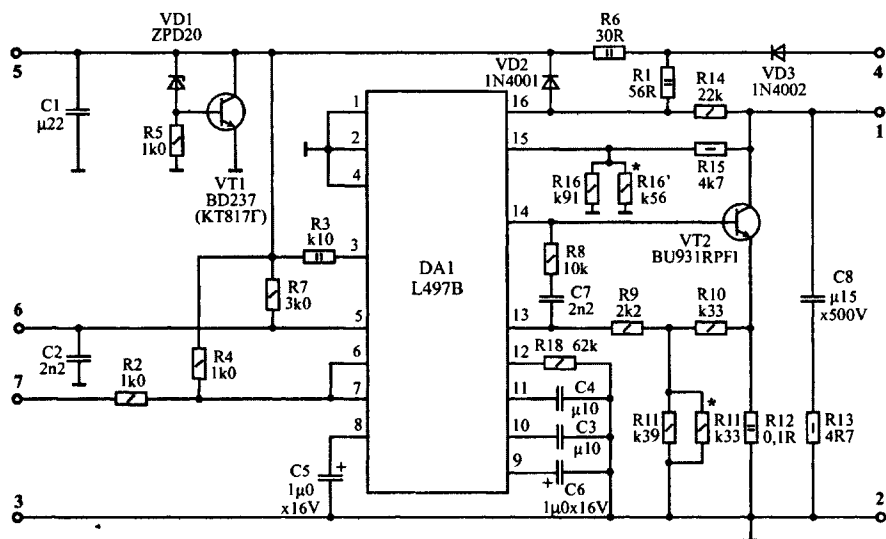 VD1
ZPD20
R6
30R
5
4
VD2
1N4001
R1
56R
R14
22k
VD3
1N4002
C1
µ22
1
16
1
R5
1k0
2
15
R15
4k7
VT1
BD237
(КТ817Г)
4
R16
k91
R16'
*
k56
R3
k10
3
14
VT2
BU931RPF1
DA1
L497B
R8
10k
R7
3k0
C7
2n2
R9
2k2
R10
k33
C8
µ15
x500V
6
5
13
C2
2n2
R4
1k0
6
12
R18 62k
7
R2
1k0
7
11
C4
µ10
R11
k39
*
R11
k33
R12
0,1R
R13
4R7
8
10
C3
µ10
C5
+
1µ0
x16V
9
+
C6
1µ0x16V
3
2